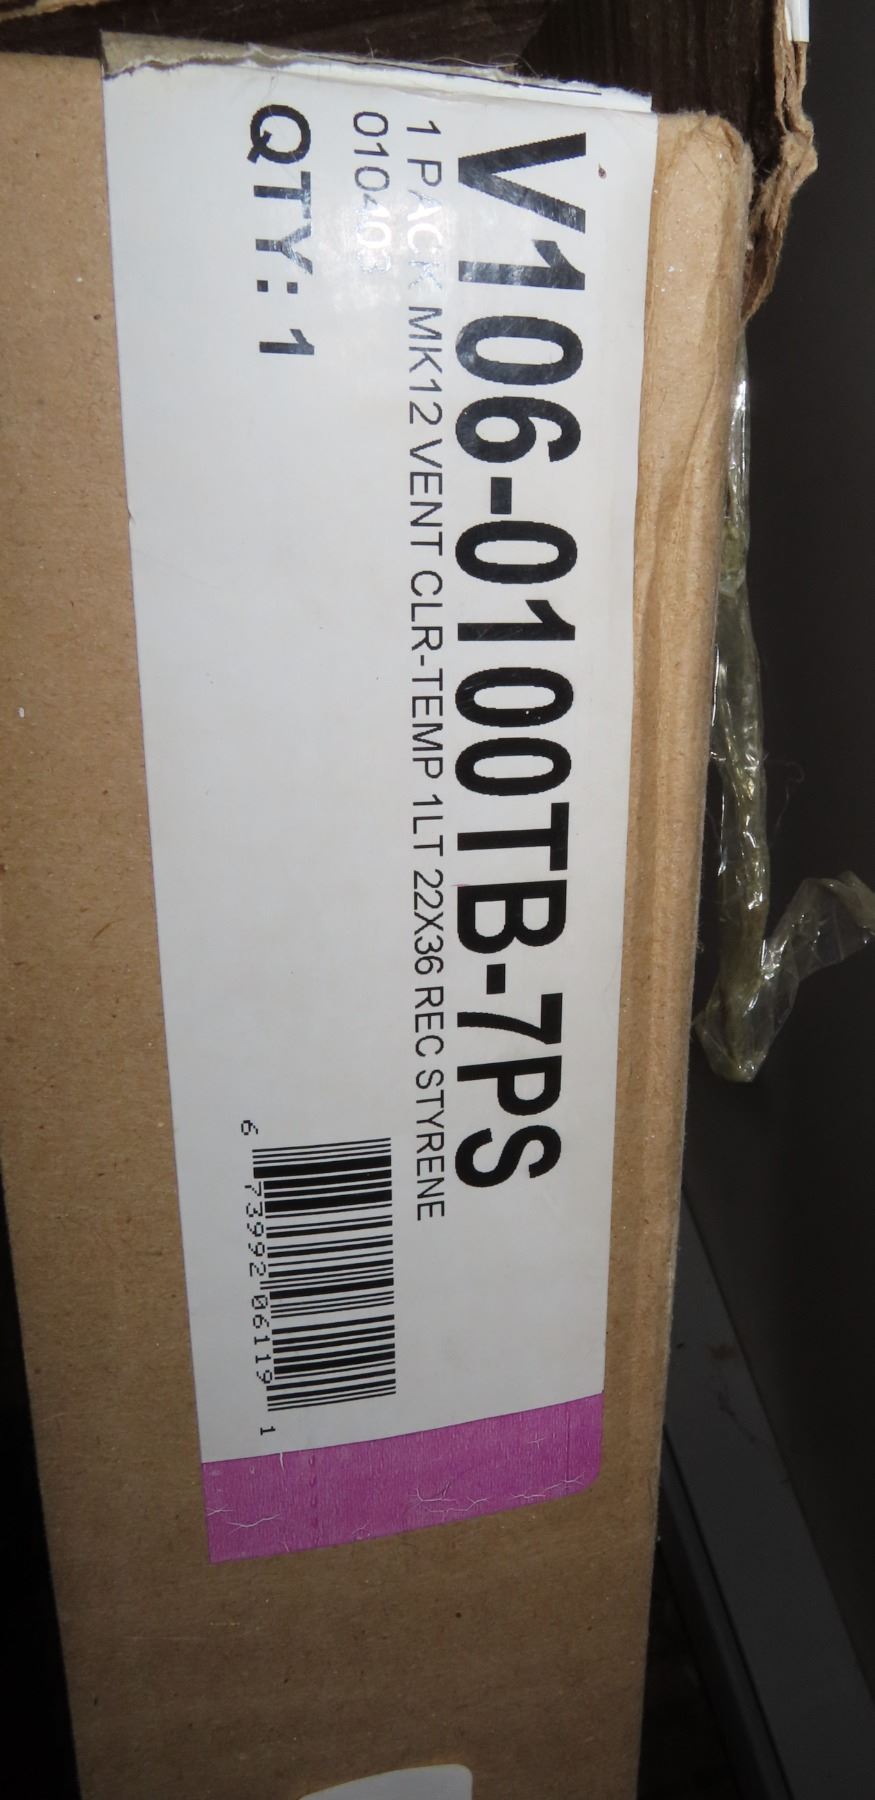 V106-0100TB-7PS
1 PACK MK12 VENT CLR-TEMP 1LT 22X36 REC STYRENE
QTY: 1
6 73992 06119 1